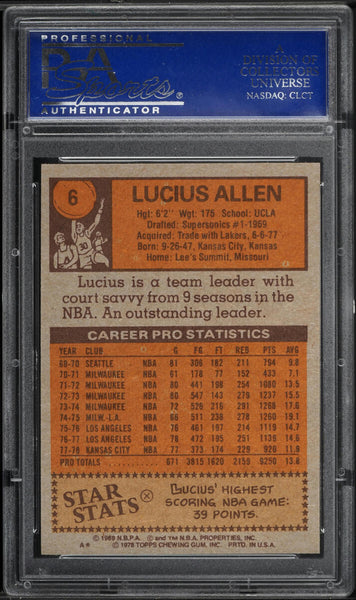 PROFESSIONAL
PSA
Sports
AUTHENTICATOR
A
DIVISION OF
COLLECTORS
UNIVERSE
NASDAQ: CLCT
6
LUCIUS ALLEN
Hgt: 6'2" Wgt: 175 School: UCLA
Drafted: Supersonics #1-1969
Acquired: Trade with Lakers, 6-6-77
Born: 9-26-47, Kansas City, Kansas
Home: Lee's Summit, Missouri
30
Lucius is a team leader with
court savvy from 9 seasons in the
NBA. An outstanding leader.
CAREER PRO STATISTICS
YEAR CLUB G FG FT REB PTS AVG
69-70 SEATTLE NBA 81 306 182 211 794 9.8
70-71 MILWAUKEE NBA 61 178 77 152 433 7.1
71-72 MILWAUKEE NBA 80 441 198 254 1080 13.5
72-73 MILWAUKEE NBA 80 547 143 279 1237 15.5
73-74 MILWAUKEE NBA 72 526 216 291 1268 17.6
74-75 MIL.-L.A. NBA 66 511 238 278 1260 19.1
75-76 LOS ANGELES NBA 76 461 197 214 1119 14.7
76-77 LOS ANGELES NBA 78 472 195 251 1139 14.6
77-78 KANSAS CITY NBA 77 373 174 229 920 11.9
PRO TOTALS 671 3815 1620 2159 9250 13.8
STAR
STATS
LUCIUS' HIGHEST
SCORING NBA GAME:
39 POINTS.
© 1969 N.B.P.A. © and TM N.B.A. PROPERTIES, INC.
A* © 1978 TOPPS CHEWING GUM, INC. PRTD. IN U.S.A.